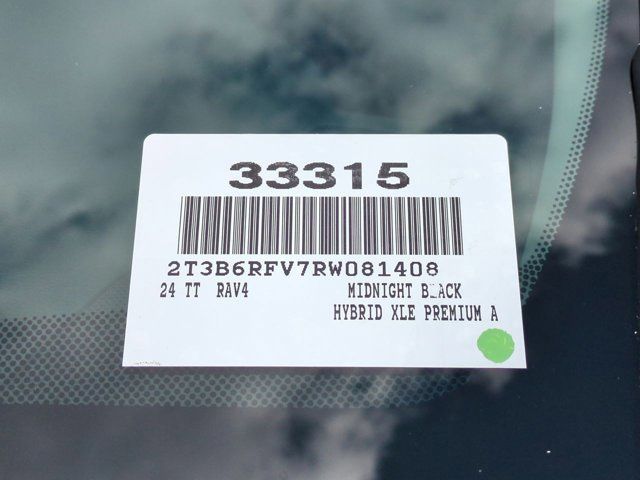 33315
2T3B6RFV7RW081408
24 TT RAV4 MIDNIGHT BLACK
HYBRID XLE PREMIUM A